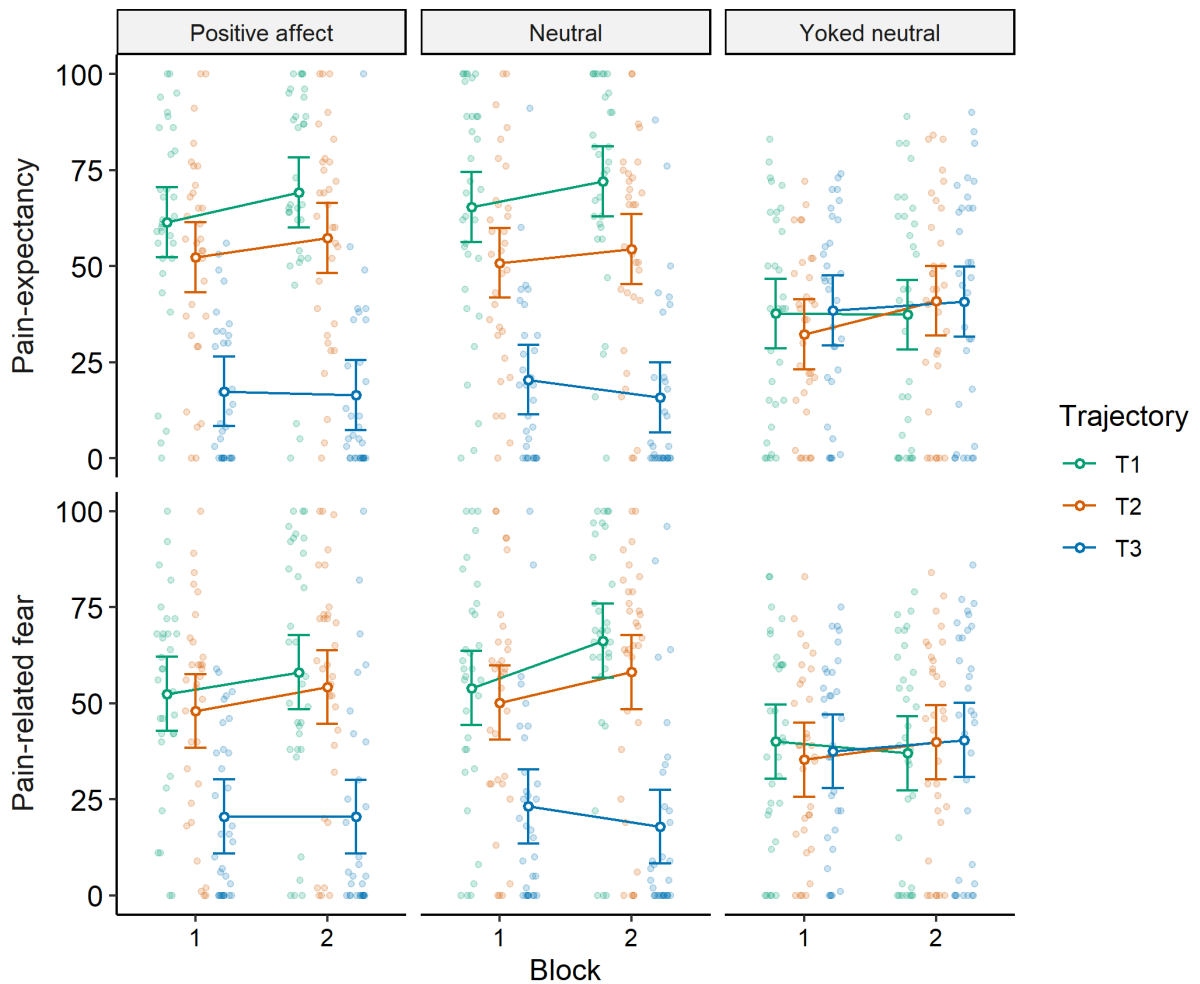 Positive affect
Neutral
Yoked neutral
Pain-expectancy
100
75
50
25
0
Pain-related fear
100
75
50
25
0
1
2
1
2
1
2
Block
Trajectory
T1
T2
T3